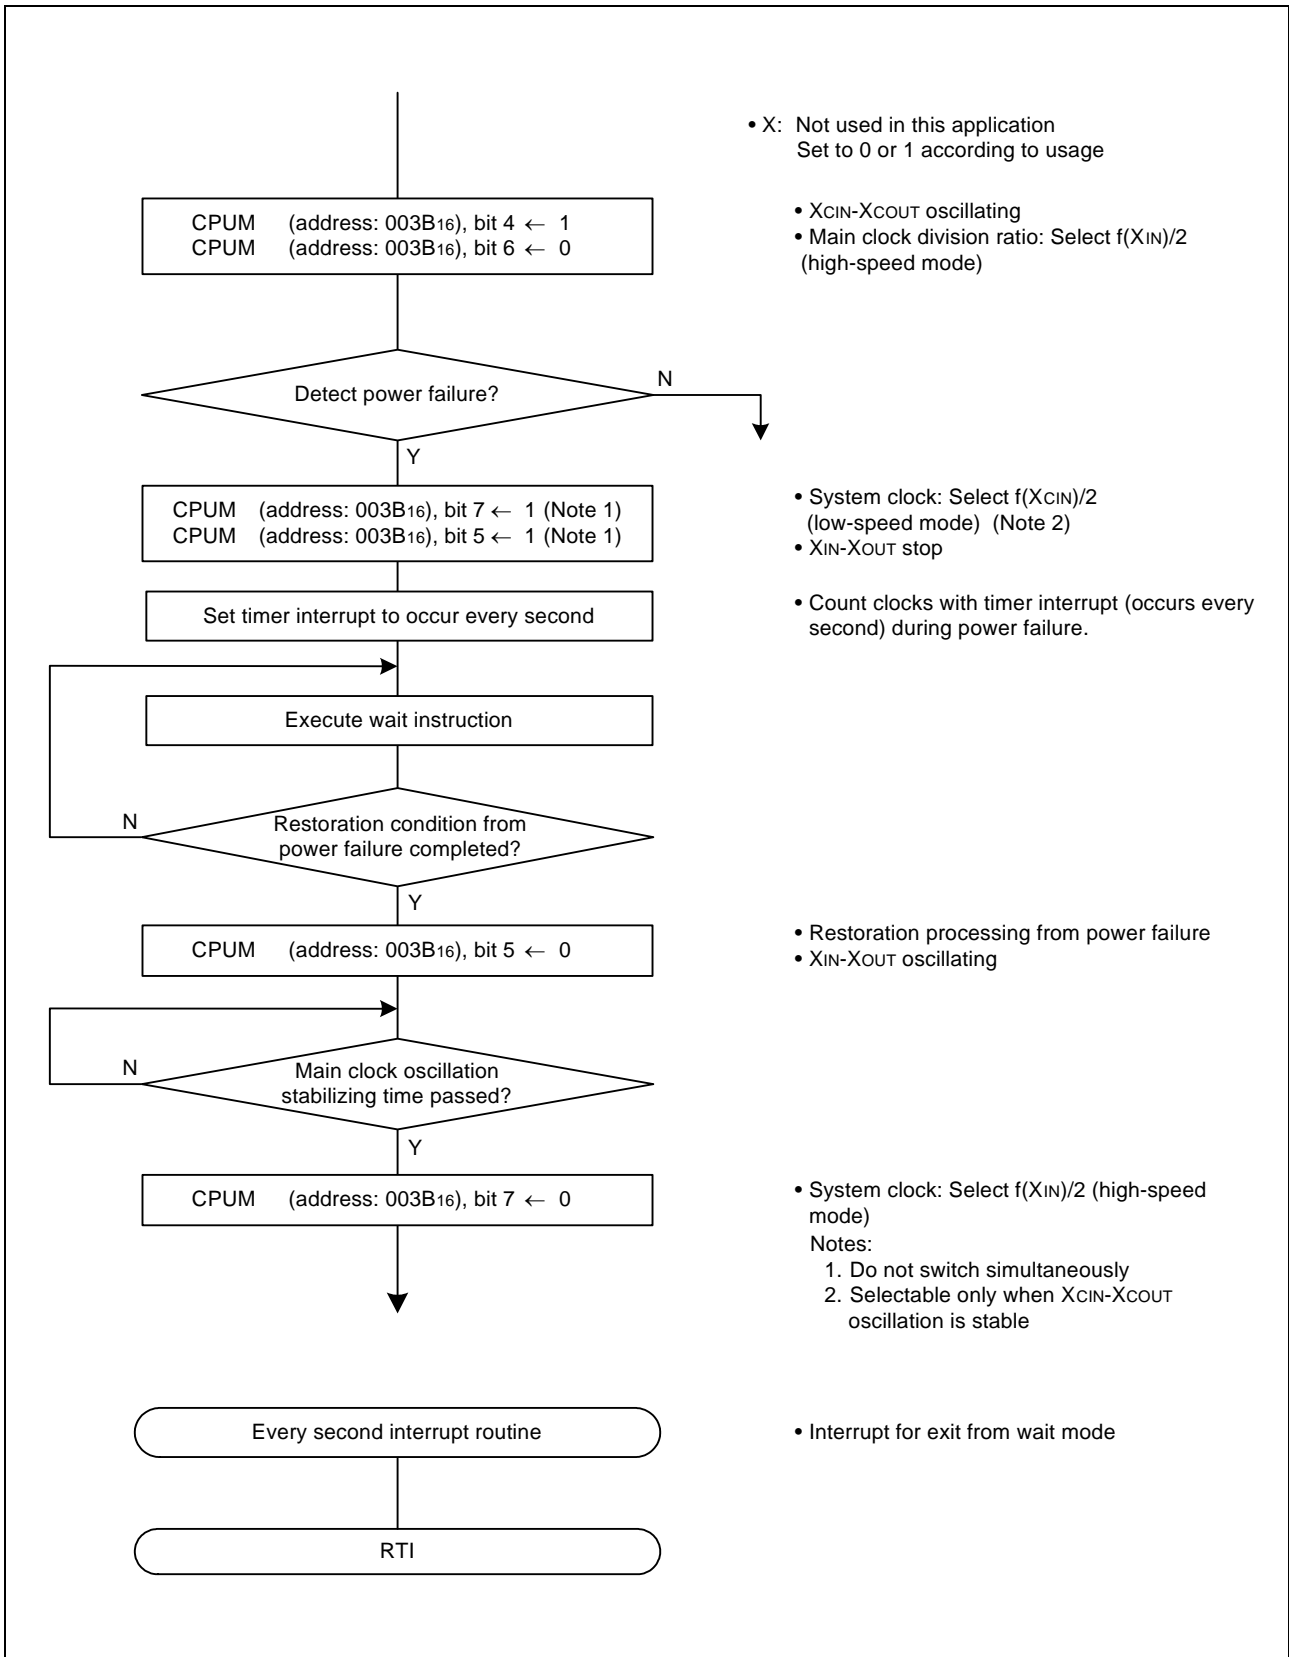 • X: Not used in this application
Set to 0 or 1 according to usage
CPUM (address: 003B16), bit 4 ← 1
CPUM (address: 003B16), bit 6 ← 0
• XCIN-XCOUT oscillating
• Main clock division ratio: Select f(XIN)/2
(high-speed mode)
Detect power failure?
N
Y
CPUM (address: 003B16), bit 7 ← 1 (Note 1)
CPUM (address: 003B16), bit 5 ← 1 (Note 1)
• System clock: Select f(XCIN)/2
(low-speed mode) (Note 2)
• XIN-XOUT stop
Set timer interrupt to occur every second
• Count clocks with timer interrupt (occurs every
second) during power failure.
Execute wait instruction
N
Restoration condition from
power failure completed?
Y
CPUM (address: 003B16), bit 5 ← 0
• Restoration processing from power failure
• XIN-XOUT oscillating
N
Main clock oscillation
stabilizing time passed?
Y
CPUM (address: 003B16), bit 7 ← 0
• System clock: Select f(XIN)/2 (high-speed
mode)
Notes:
1. Do not switch simultaneously
2. Selectable only when XCIN-XCOUT
oscillation is stable
Every second interrupt routine
• Interrupt for exit from wait mode
RTI